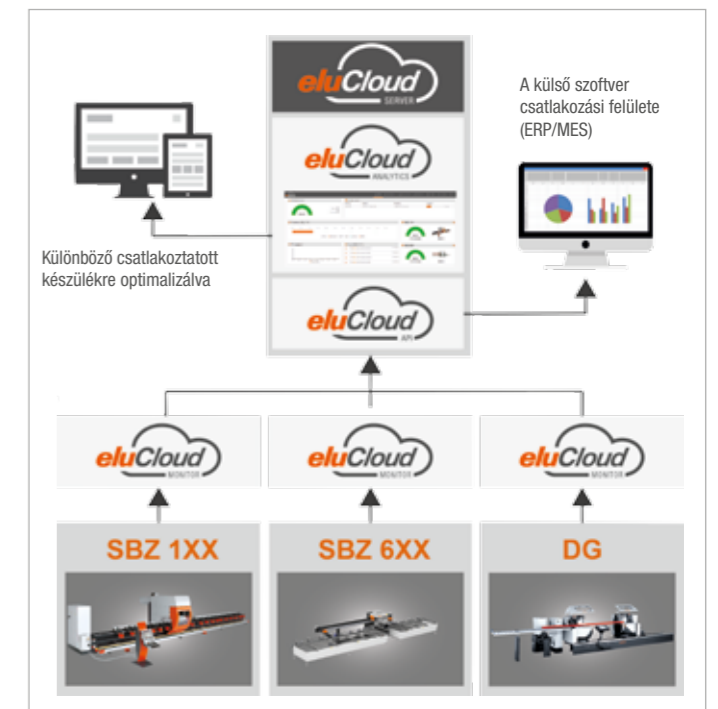 eluCloud
SERVER
eluCloud
ANALYTICS
A külső szoftver
csatlakozási felülete
(ERP/MES)
Különböző csatlakoztatott
készülékre optimalizálva
eluCloud
API
eluCloud
MONITOR
eluCloud
MONITOR
eluCloud
MONITOR
SBZ 1XX
SBZ 6XX
DG